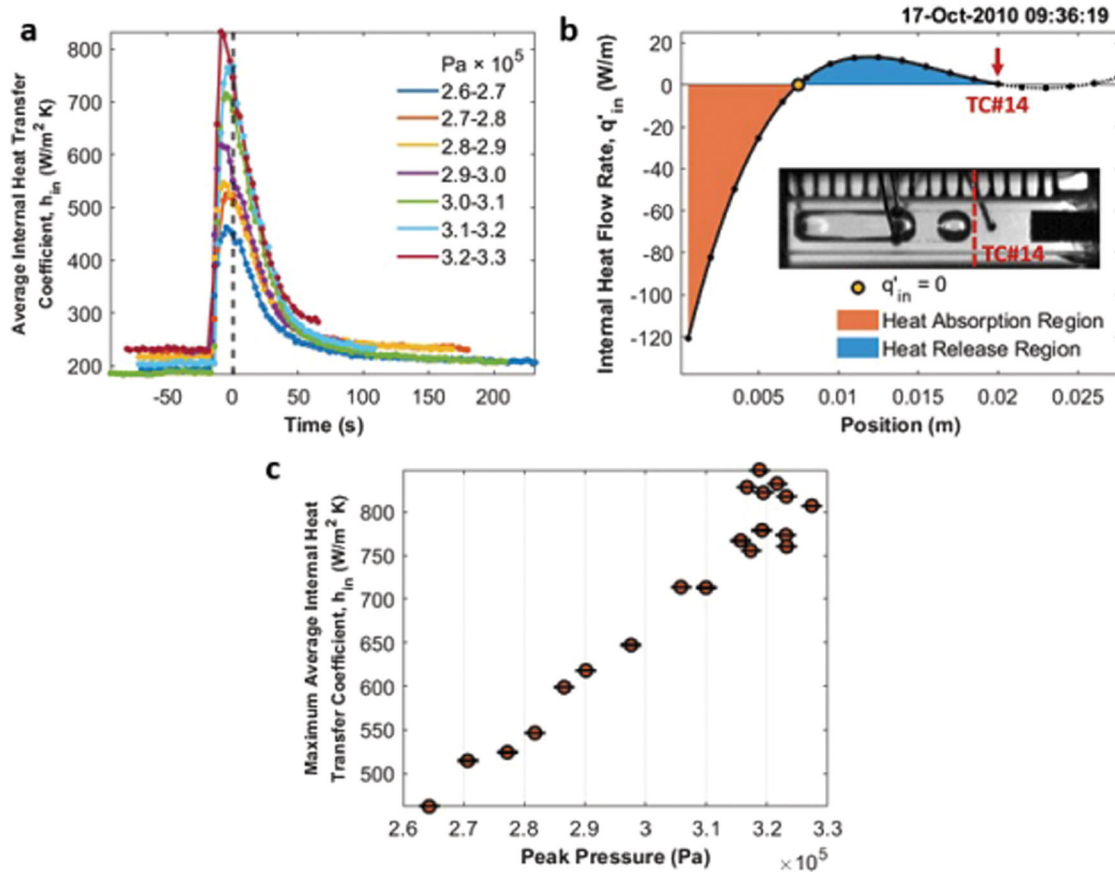 17-Oct-2010 09:36:19
a
Average Internal Heat Transfer
Coefficient, h_in (W/m² K)
800
700
600
500
400
300
200
-50
0
50
100
150
200
Time (s)
Pa × 10⁵
2.6-2.7
2.7-2.8
2.8-2.9
2.9-3.0
3.0-3.1
3.1-3.2
3.2-3.3
b
Internal Heat Flow Rate, q'_in (W/m)
20
0
-20
-40
-60
-80
-100
-120
TC#14
TC#14
q'_in = 0
Heat Absorption Region
Heat Release Region
0.005
0.01
0.015
0.02
0.025
Position (m)
c
Maximum Average Internal Heat
Transfer Coefficient, h_in (W/m² K)
800
750
700
650
600
550
500
2.6
2.7
2.8
2.9
3
3.1
3.2
3.3
Peak Pressure (Pa)
×10⁵